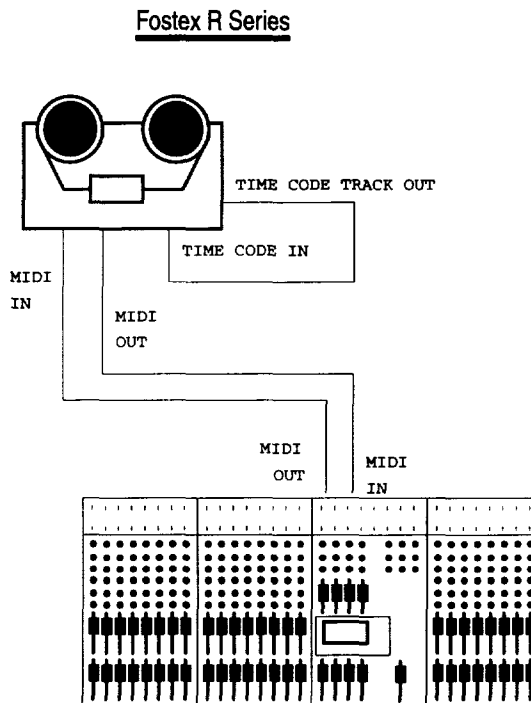 Fostex R Series
TIME CODE TRACK OUT
TIME CODE IN
MIDI
IN
MIDI
OUT
MIDI
OUT
MIDI
IN